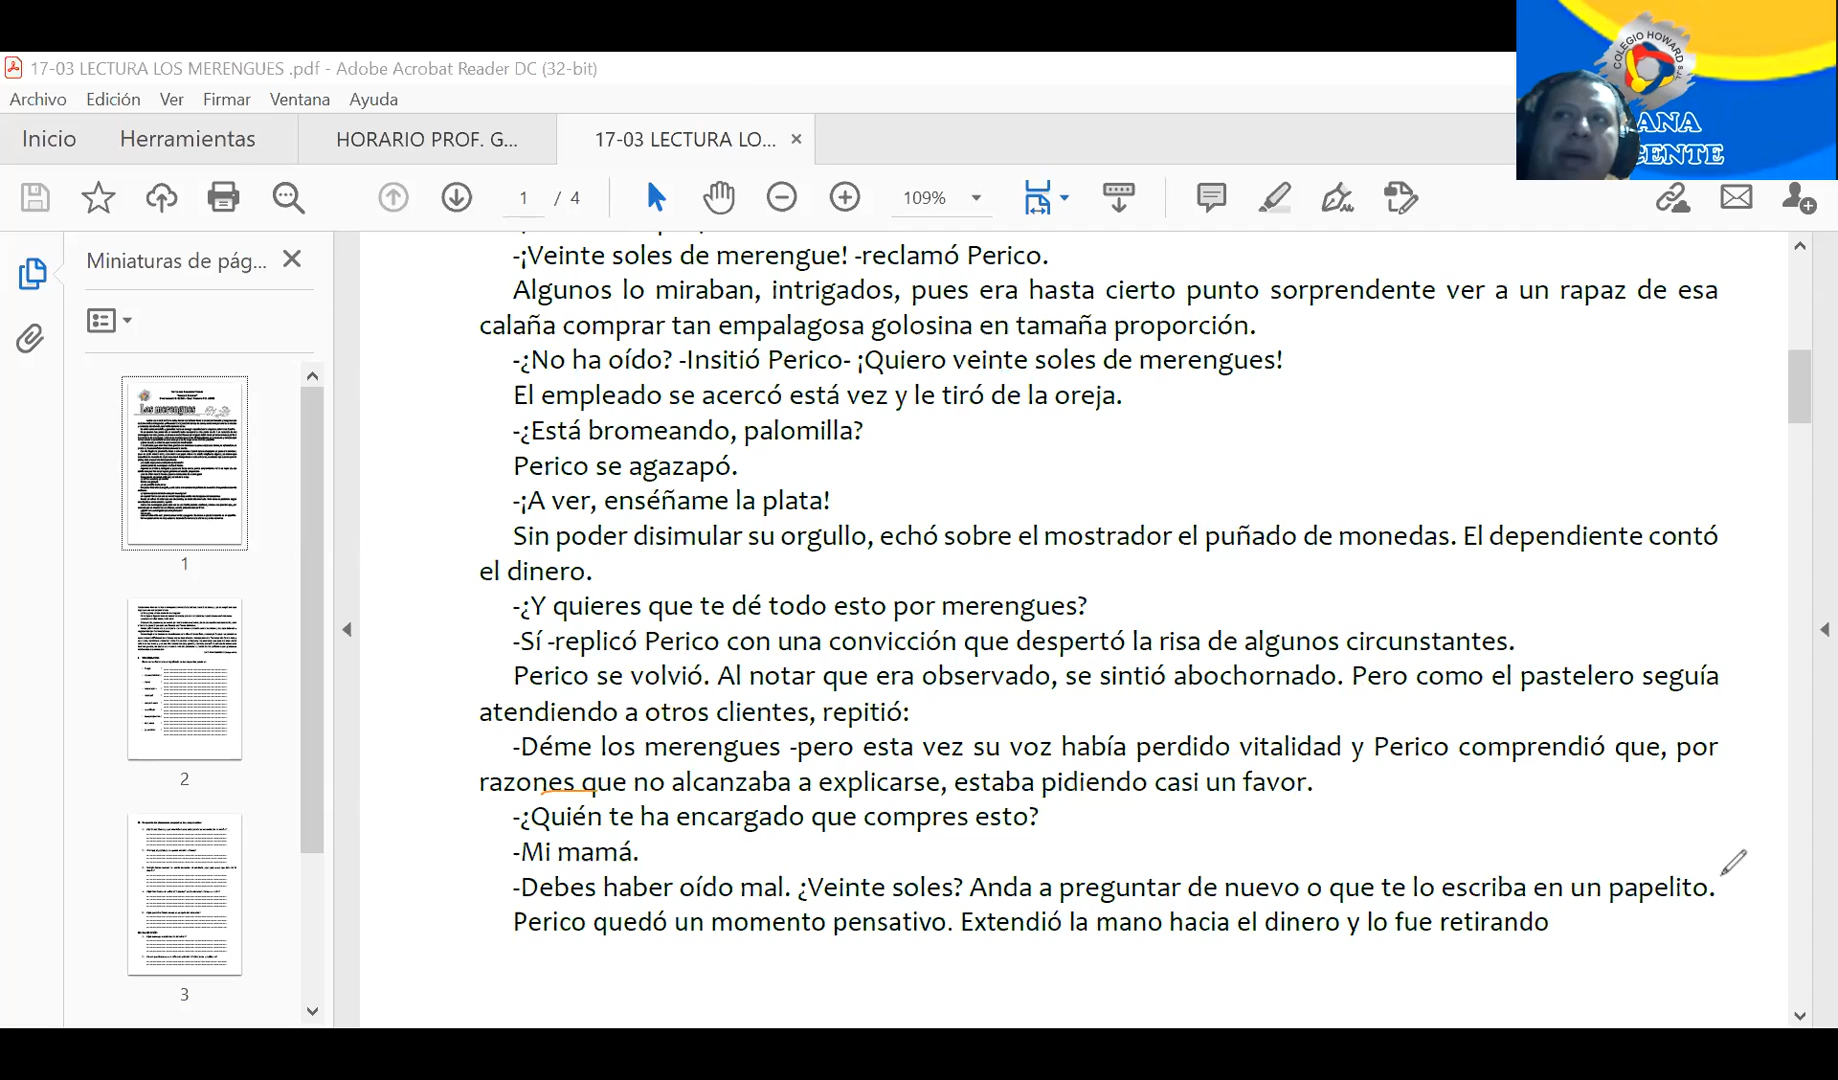 17-03 LECTURA LOS MERENGUES .pdf - Adobe Acrobat Reader DC (32-bit)
Archivo Edición Ver Firmar Ventana Ayuda
Inicio Herramientas HORARIO PROF. G... 17-03 LECTURA LO...
1 / 4 109%
COLEGIO HOWARD S.J.L
ANA
CENTE
Miniaturas de pág...
Los merengues
1
2
3
-¡Veinte soles de merengue! -reclamó Perico.
Algunos lo miraban, intrigados, pues era hasta cierto punto sorprendente ver a un rapaz de esa
calaña comprar tan empalagosa golosina en tamaña proporción.
-¿No ha oído? -Insitió Perico- ¡Quiero veinte soles de merengues!
El empleado se acercó está vez y le tiró de la oreja.
-¿Está bromeando, palomilla?
Perico se agazapó.
-¡A ver, enséñame la plata!
Sin poder disimular su orgullo, echó sobre el mostrador el puñado de monedas. El dependiente contó
el dinero.
-¿Y quieres que te dé todo esto por merengues?
-Sí -replicó Perico con una convicción que despertó la risa de algunos circunstantes.
Perico se volvió. Al notar que era observado, se sintió abochornado. Pero como el pastelero seguía
atendiendo a otros clientes, repitió:
-Déme los merengues -pero esta vez su voz había perdido vitalidad y Perico comprendió que, por
razones que no alcanzaba a explicarse, estaba pidiendo casi un favor.
-¿Quién te ha encargado que compres esto?
-Mi mamá.
-Debes haber oído mal. ¿Veinte soles? Anda a preguntar de nuevo o que te lo escriba en un papelito.
Perico quedó un momento pensativo. Extendió la mano hacia el dinero y lo fue retirando